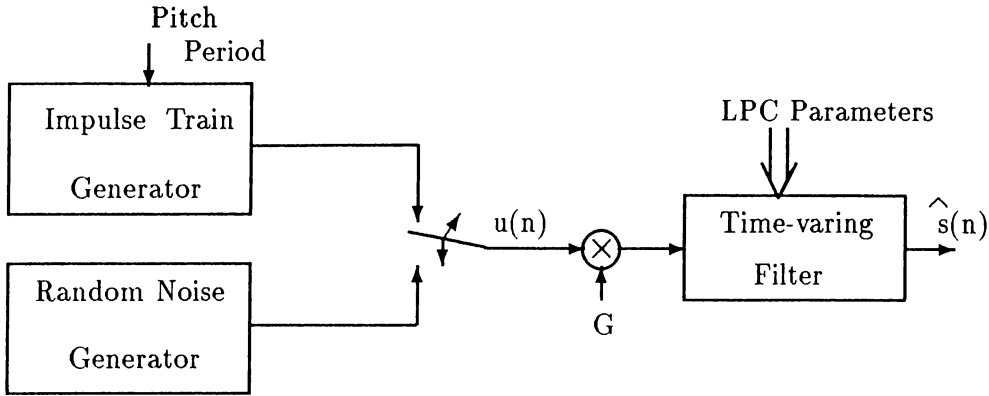 Pitch
Period
Impulse Train
Generator
LPC Parameters
u(n)
Time-varing
Filter
ŝ(n)
G
Random Noise
Generator